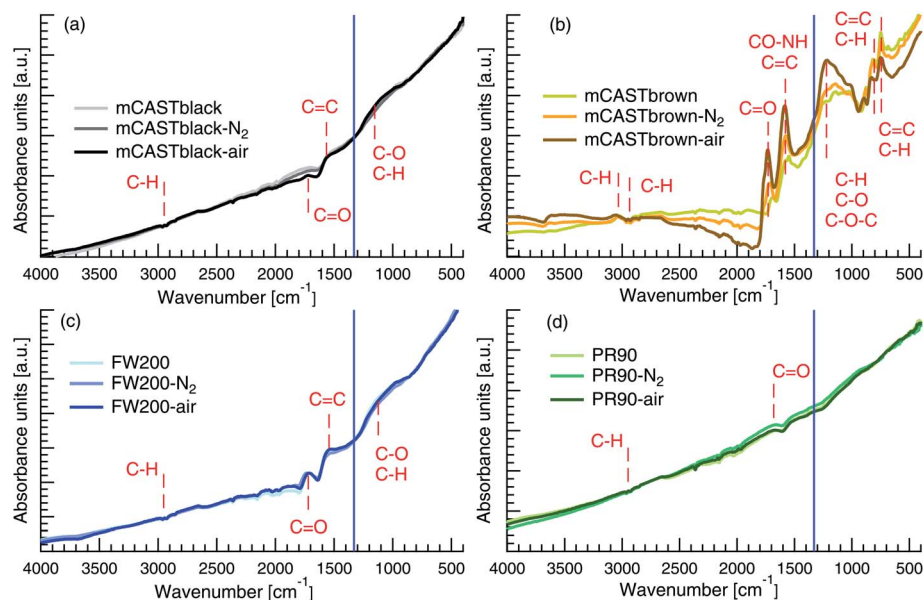 (a)
mCASTblack
mCASTblack-N2
mCASTblack-air
C-H
C=C
C=O
C-O
C-H
Absorbance units [a.u.]
4000 3500 3000 2500 2000 1500 1000 500
Wavenumber [cm-1]
(b)
mCASTbrown
mCASTbrown-N2
mCASTbrown-air
CO-NH
C=C
C=O
C=C
C-H
C-H
C-H
C=C
C-H
C-H
C-O
C-O-C
Absorbance units [a.u.]
4000 3500 3000 2500 2000 1500 1000 500
Wavenumber [cm-1]
(c)
FW200
FW200-N2
FW200-air
C-H
C=C
C=O
C-O
C-H
Absorbance units [a.u.]
4000 3500 3000 2500 2000 1500 1000 500
Wavenumber [cm-1]
(d)
PR90
PR90-N2
PR90-air
C=O
C-H
Absorbance units [a.u.]
4000 3500 3000 2500 2000 1500 1000 500
Wavenumber [cm-1]